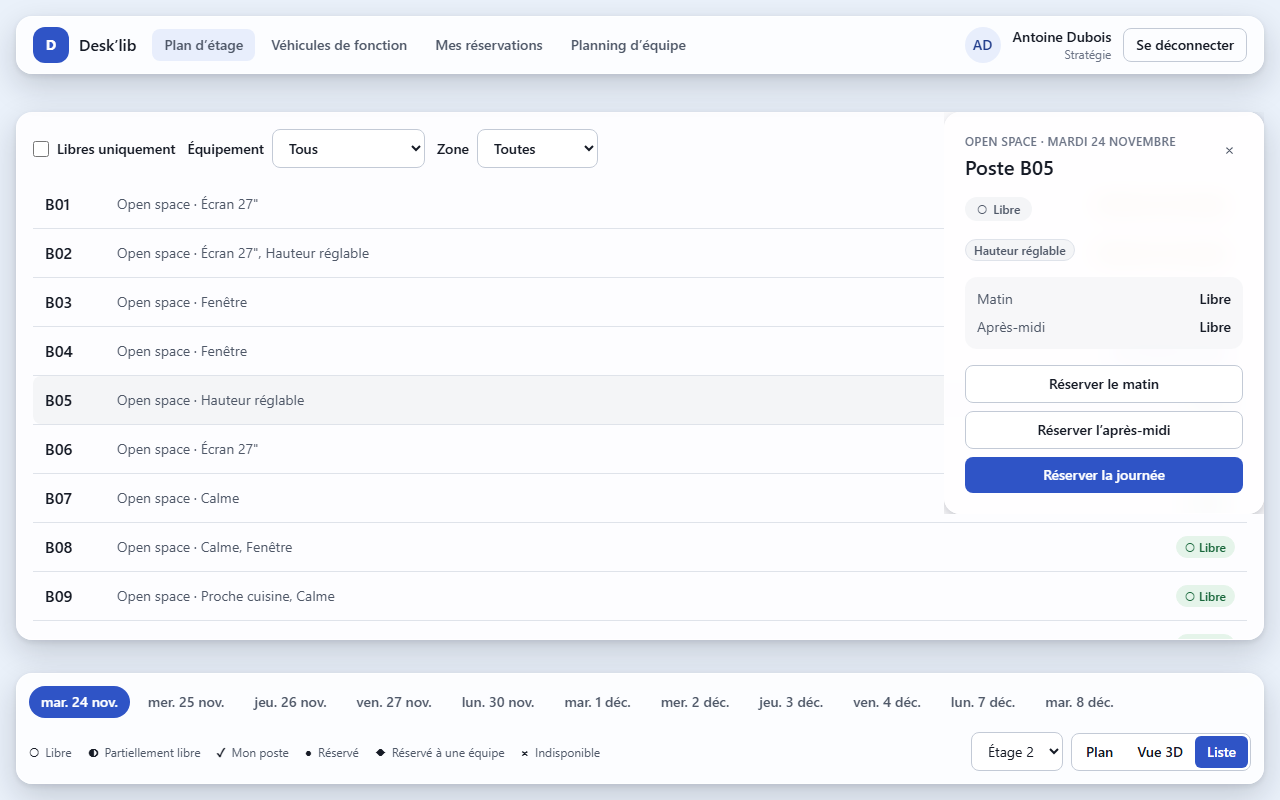 D Desk'lib Plan d'étage Véhicules de fonction Mes réservations Planning d'équipe AD Antoine Dubois Se déconnecter
Stratégie
Libres uniquement Équipement Tous Zone Toutes
B01 Open space · Écran 27"
B02 Open space · Écran 27", Hauteur réglable
B03 Open space · Fenêtre
B04 Open space · Fenêtre
B05 Open space · Hauteur réglable
B06 Open space · Écran 27"
B07 Open space · Calme
B08 Open space · Calme, Fenêtre ○ Libre
B09 Open space · Proche cuisine, Calme ○ Libre
OPEN SPACE · MARDI 24 NOVEMBRE ×
Poste B05
○ Libre
Hauteur réglable
Matin Libre
Après-midi Libre
Réserver le matin
Réserver l'après-midi
Réserver la journée
mar. 24 nov. mer. 25 nov. jeu. 26 nov. ven. 27 nov. lun. 30 nov. mar. 1 déc. mer. 2 déc. jeu. 3 déc. ven. 4 déc. lun. 7 déc. mar. 8 déc.
○ Libre ◐ Partiellement libre ✓ Mon poste ● Réservé ◆ Réservé à une équipe × Indisponible Étage 2 Plan Vue 3D Liste